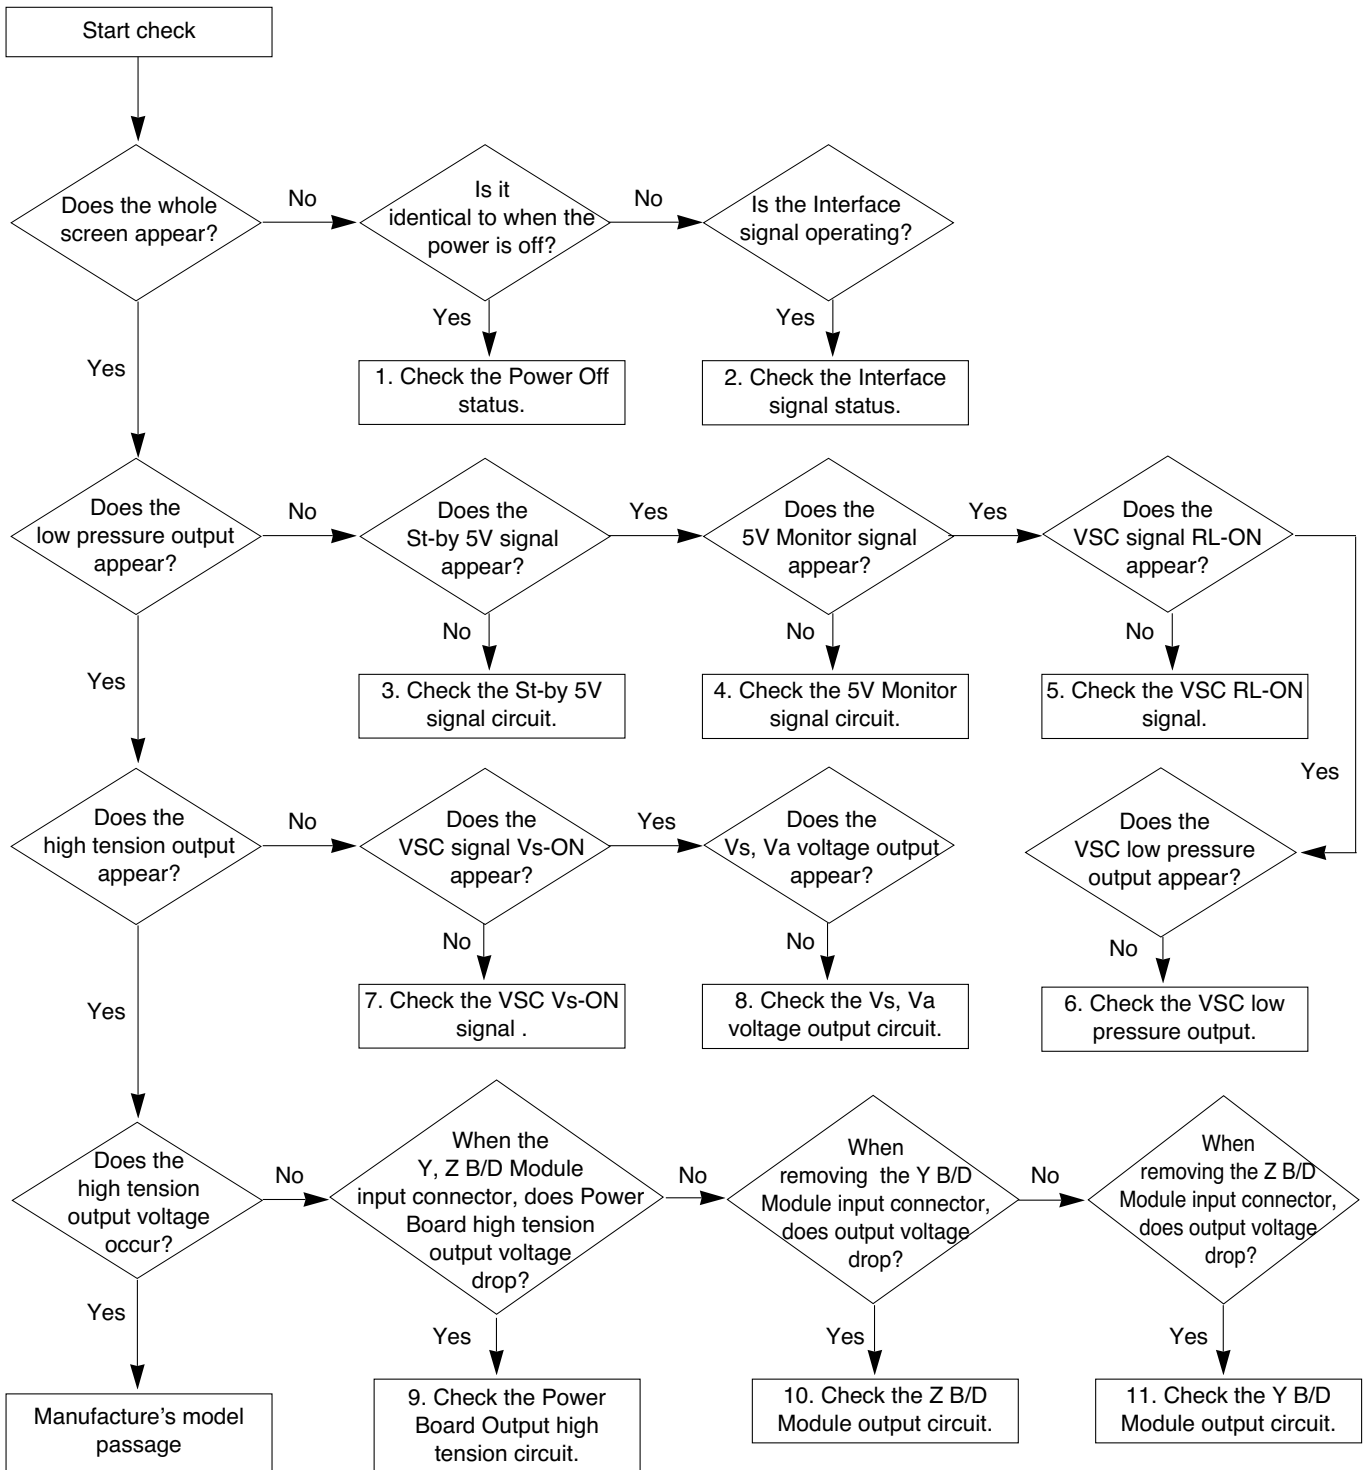 Start check
Does the whole
screen appear?
No
Is it
identical to when the
power is off?
No
Is the Interface
signal operating?
Yes
Yes
Yes
1. Check the Power Off
status.
2. Check the Interface
signal status.
Does the
low pressure output
appear?
No
Does the
St-by 5V signal
appear?
Yes
Does the
5V Monitor signal
appear?
Yes
Does the
VSC signal RL-ON
appear?
Yes
No
No
No
3. Check the St-by 5V
signal circuit.
4. Check the 5V Monitor
signal circuit.
5. Check the VSC RL-ON
signal.
Yes
Does the
high tension output
appear?
No
Does the
VSC signal Vs-ON
appear?
Yes
Does the
Vs, Va voltage output
appear?
Does the
VSC low pressure
output appear?
Yes
No
No
No
7. Check the VSC Vs-ON
signal .
8. Check the Vs, Va
voltage output circuit.
6. Check the VSC low
pressure output.
Does the
high tension
output voltage
occur?
No
When the
Y, Z B/D Module
input connector, does Power
Board high tension
output voltage
drop?
No
When
removing  the Y B/D
Module input connector,
does output voltage
drop?
No
When
removing the Z B/D
Module input connector,
does output voltage
drop?
Yes
Yes
Yes
Yes
Manufacture's model
passage
9. Check the Power
Board Output high
tension circuit.
10. Check the Z B/D
Module output circuit.
11. Check the Y B/D
Module output circuit.